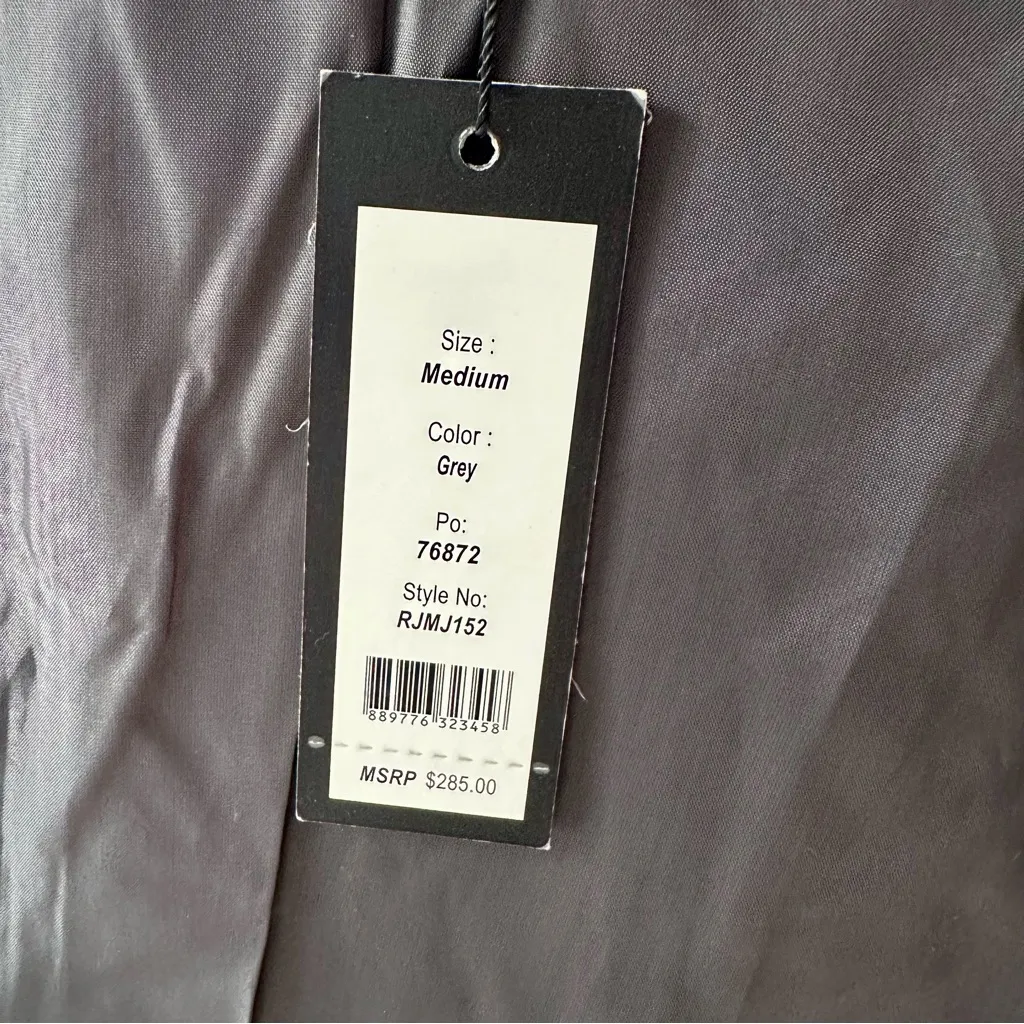 Size :
Medium
Color :
Grey
Po:
76872
Style No:
RJMJ152
889776 323458
MSRP $285.00